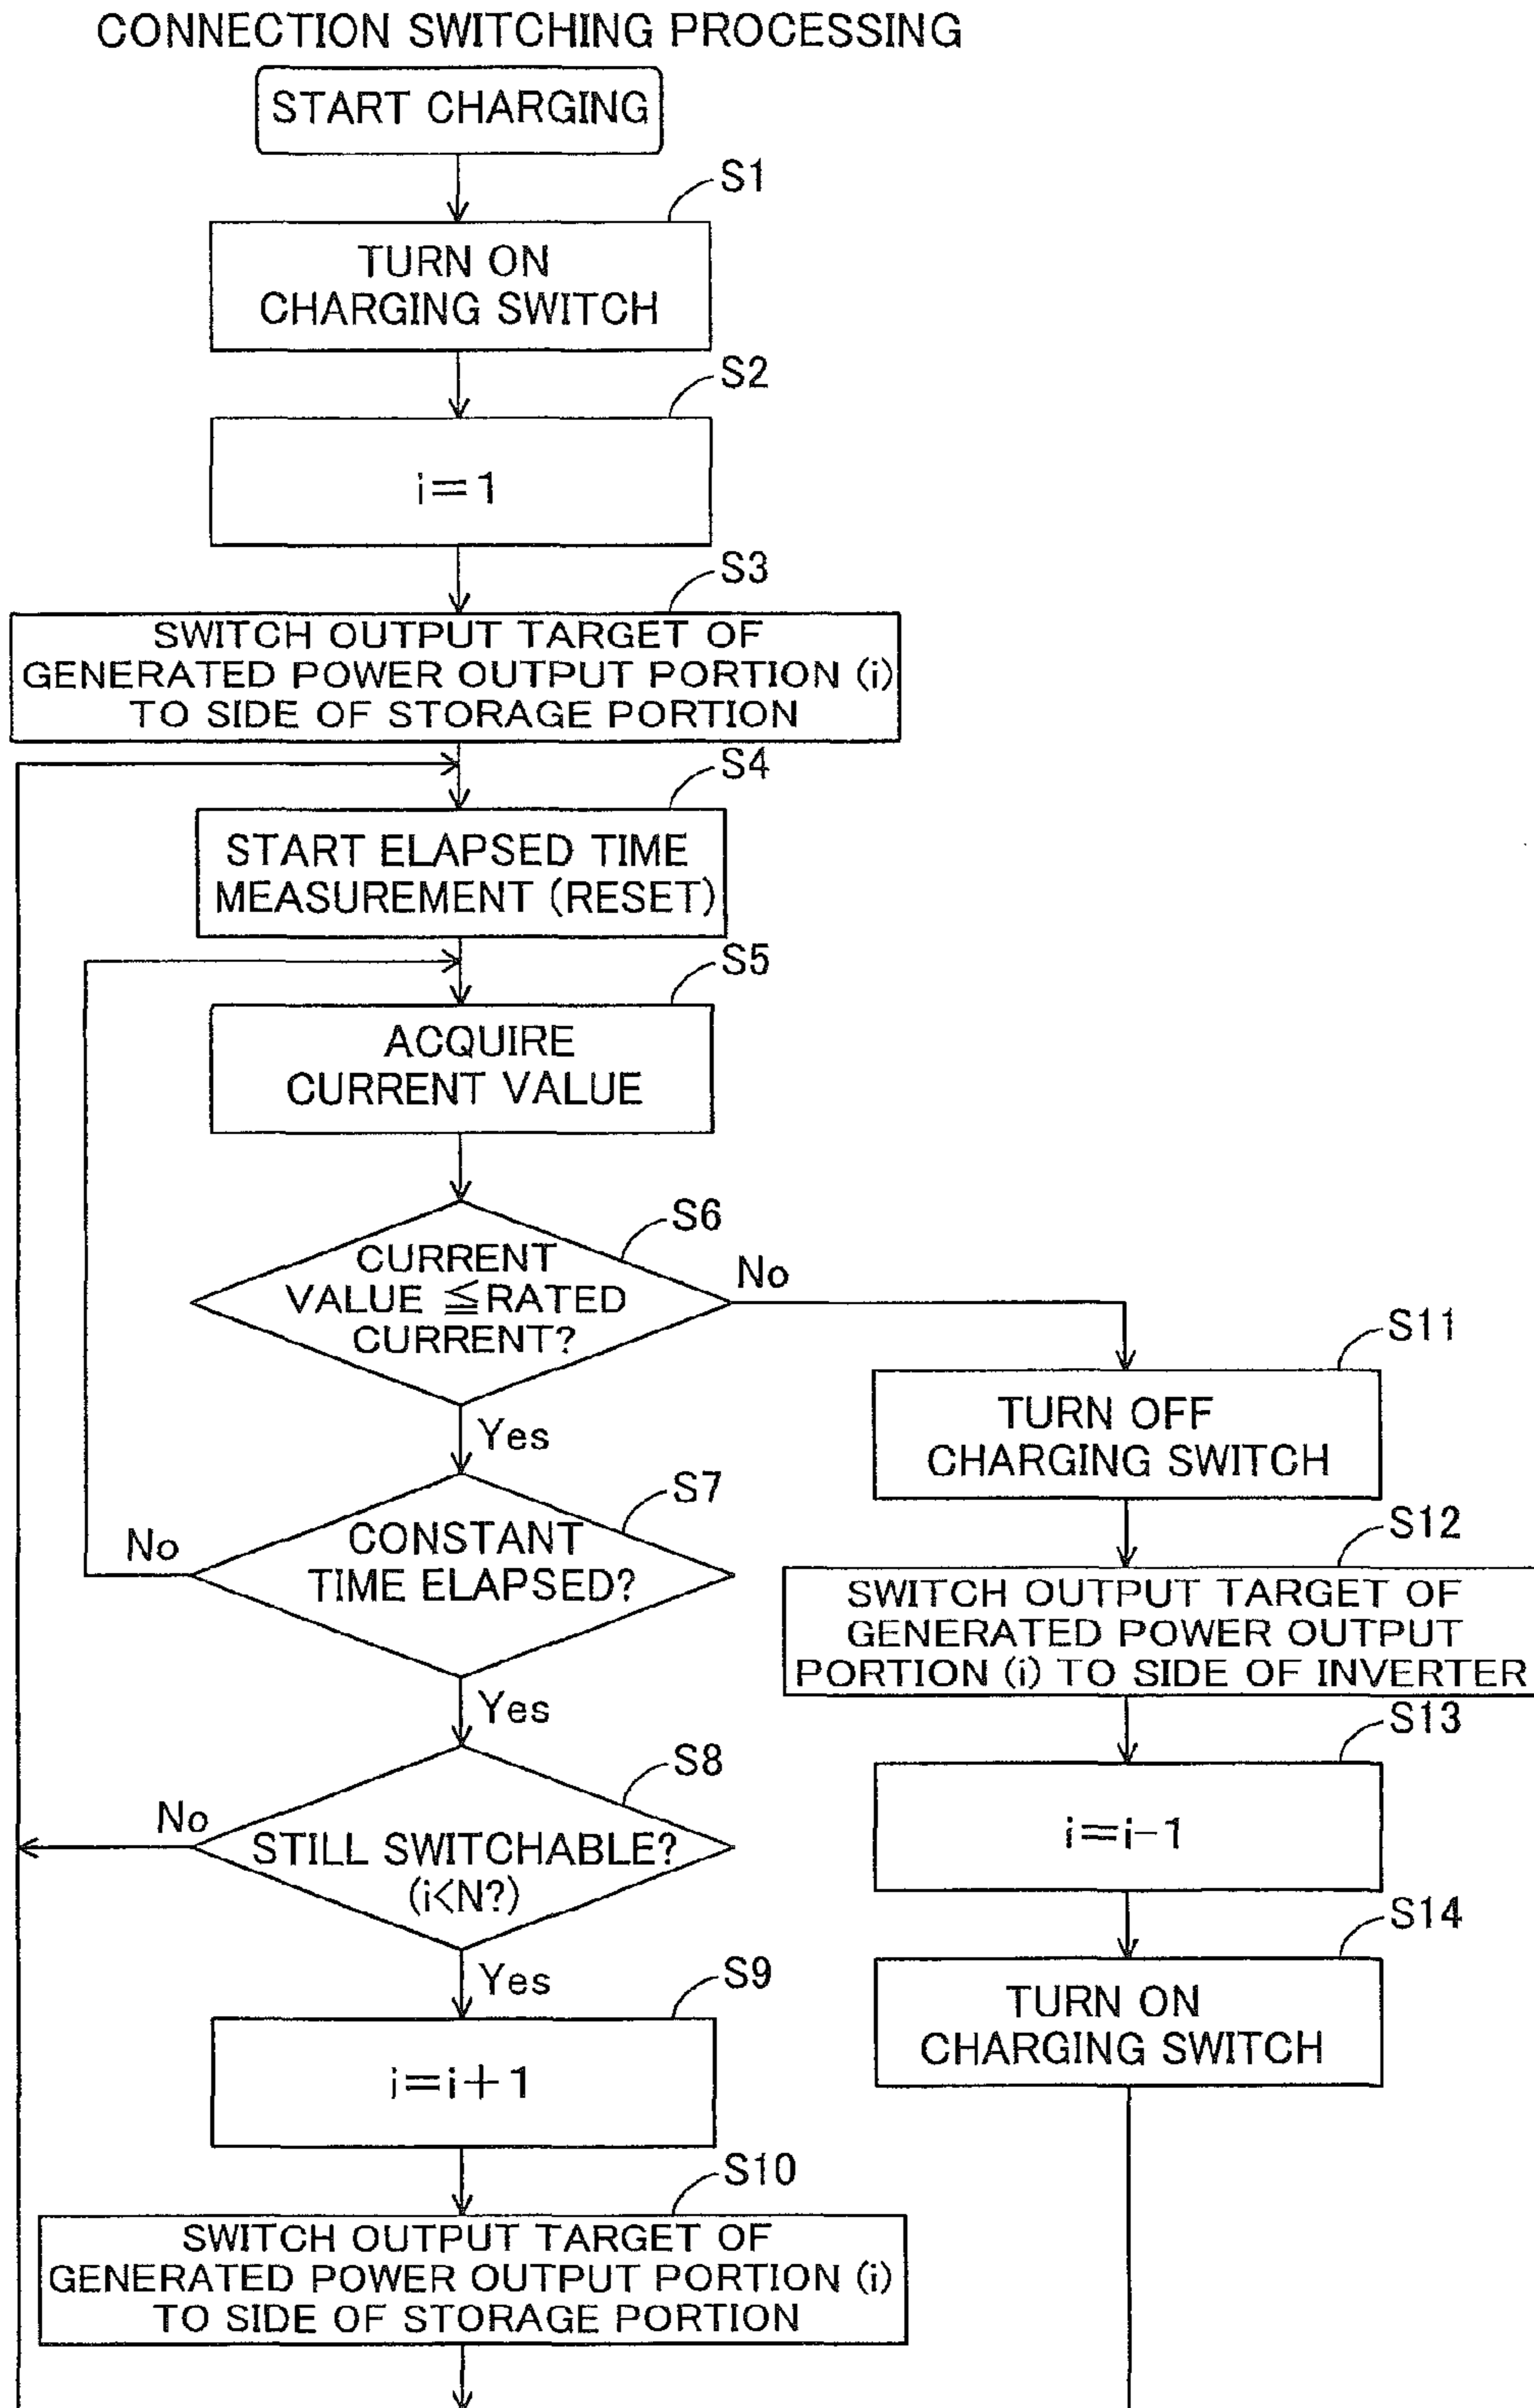 CONNECTION SWITCHING PROCESSING
START CHARGING
S1
TURN ON
CHARGING SWITCH
S2
i=1
S3
SWITCH OUTPUT TARGET OF
GENERATED POWER OUTPUT PORTION (i)
TO SIDE OF STORAGE PORTION
S4
START ELAPSED TIME
MEASUREMENT (RESET)
S5
ACQUIRE
CURRENT VALUE
S6
CURRENT
VALUE ≦RATED
CURRENT?
No
Yes
S7
CONSTANT
TIME ELAPSED?
No
Yes
S8
STILL SWITCHABLE?
(i<N?)
No
Yes
S9
i=i+1
S10
SWITCH OUTPUT TARGET OF
GENERATED POWER OUTPUT PORTION (i)
TO SIDE OF STORAGE PORTION
S11
TURN OFF
CHARGING SWITCH
S12
SWITCH OUTPUT TARGET OF
GENERATED POWER OUTPUT
PORTION (i) TO SIDE OF INVERTER
S13
i=i-1
S14
TURN ON
CHARGING SWITCH